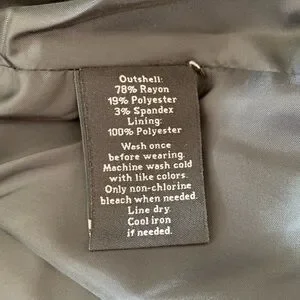 Outshell:
78% Rayon
19% Polyester
3% Spandex
Lining:
100% Polyester
Wash once
before wearing.
Machine wash cold
with like colors.
Only non-chlorine
bleach when needed.
Line dry.
Cool iron
if needed.